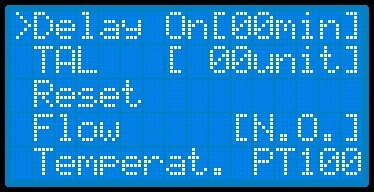 >Delay On[00min]
TAL [ 00unit]
Reset
Flow [N.O.]
Temperat. PT100